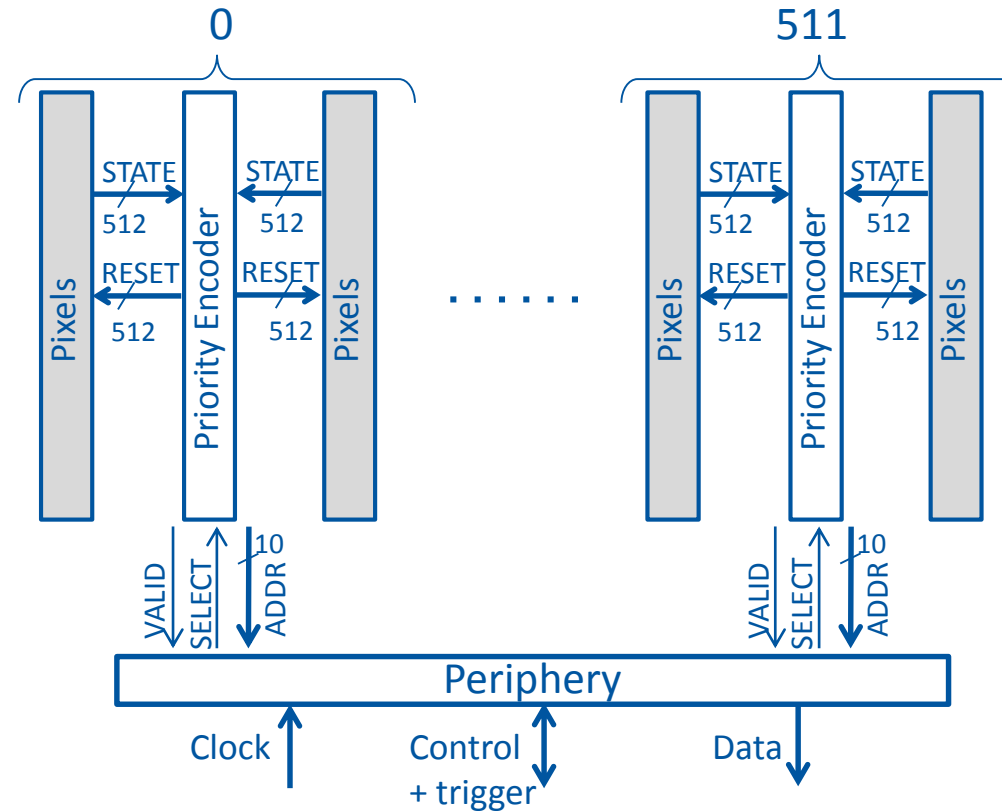 0
511
STATE
STATE
512
512
RESET
RESET
512
512
Pixels
Priority Encoder
Pixels
. . . . . .
STATE
STATE
512
512
RESET
RESET
512
512
Pixels
Priority Encoder
Pixels
VALID
SELECT
10
ADDR
VALID
SELECT
10
ADDR
Periphery
Clock
Control
+ trigger
Data